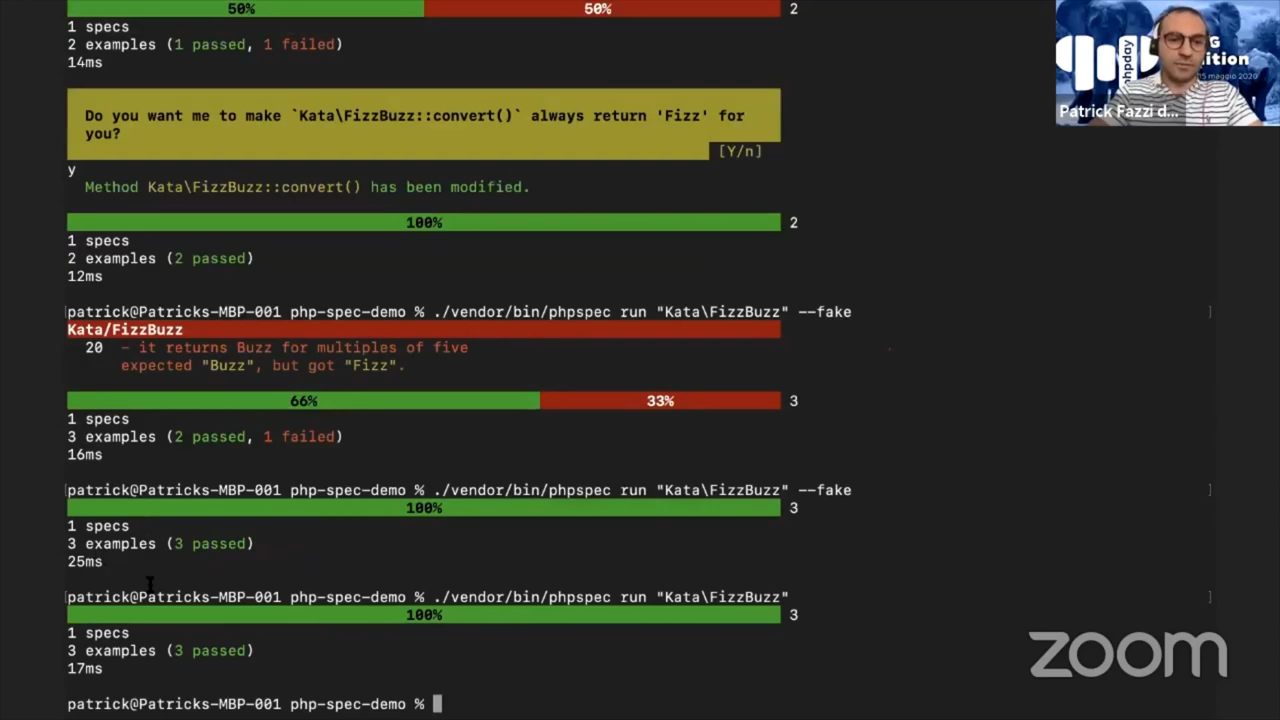 50% 50% 2
1 specs
2 examples (1 passed, 1 failed)
14ms
Do you want me to make `Kata\FizzBuzz::convert()` always return 'Fizz' for
you?
[Y/n]
y
Method Kata\FizzBuzz::convert() has been modified.
100% 2
1 specs
2 examples (2 passed)
12ms
[patrick@Patricks-MBP-001 php-spec-demo % ./vendor/bin/phpspec run "Kata\FizzBuzz" --fake ]
Kata/FizzBuzz
20 - it returns Buzz for multiples of five
expected "Buzz", but got "Fizz".
66% 33% 3
1 specs
3 examples (2 passed, 1 failed)
16ms
[patrick@Patricks-MBP-001 php-spec-demo % ./vendor/bin/phpspec run "Kata\FizzBuzz" --fake ]
100% 3
1 specs
3 examples (3 passed)
25ms
[patrick@Patricks-MBP-001 php-spec-demo % ./vendor/bin/phpspec run "Kata\FizzBuzz" ]
100% 3
1 specs
3 examples (3 passed)
17ms
patrick@Patricks-MBP-001 php-spec-demo %
phpday
15 maggio 2020
Patrick Fazzi d...
zoom